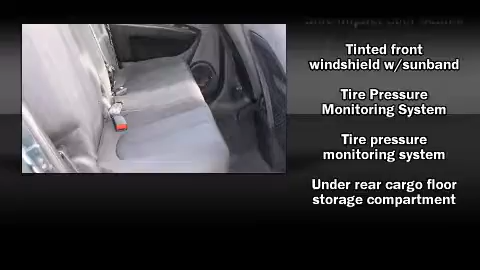 Tinted front
windshield w/sunband
Tire Pressure
Monitoring System
Tire pressure
monitoring system
Under rear cargo floor
storage compartment